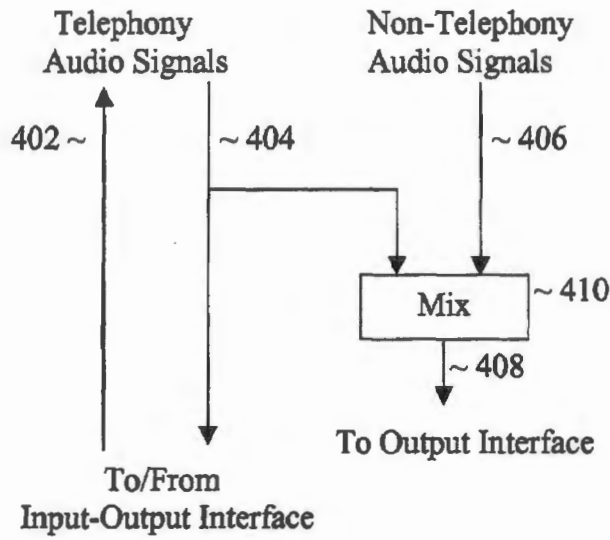 Telephony
Audio Signals
Non-Telephony
Audio Signals
402 ~
~ 404
~ 406
Mix
~ 410
~ 408
To Output Interface
To/From
Input-Output Interface